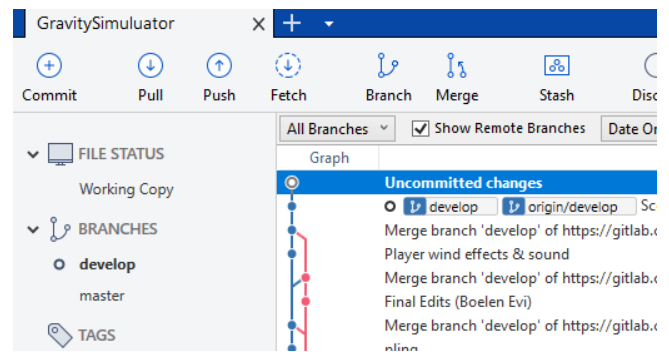 GravitySimuluator
Commit Pull Push Fetch Branch Merge Stash
All Branches Show Remote Branches
FILE STATUS
Working Copy
BRANCHES
develop
master
TAGS
Graph
Uncommitted changes
develop origin/develop
Merge branch 'develop' of https://gitlab.
Player wind effects & sound
Merge branch 'develop' of https://gitlab.
Final Edits (Boelen Evi)
Merge branch 'develop' of https://gitlab.